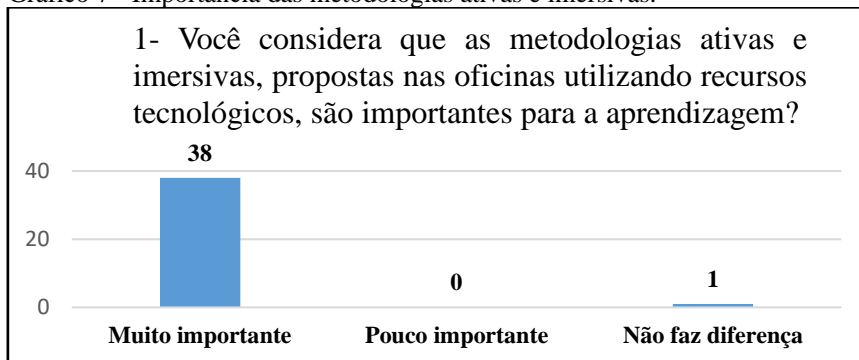 Gráfico 7 - Importância das metodologias ativas e imersivas.
1- Você considera que as metodologias ativas e
imersivas, propostas nas oficinas utilizando recursos
tecnológicos, são importantes para a aprendizagem?
38
40
20
0
1
0
Muito importante
Pouco importante
Não faz diferença